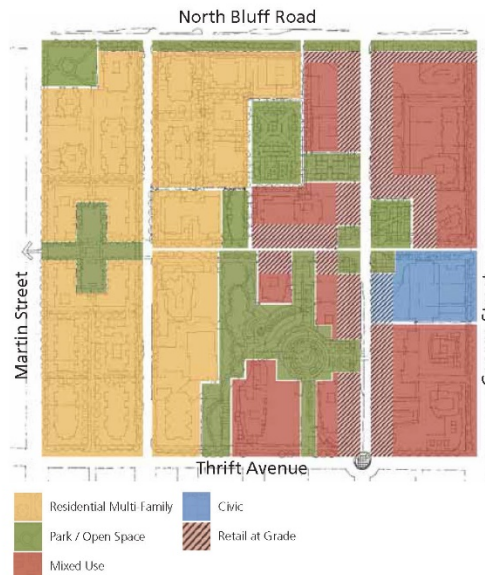 North Bluff Road
Martin Street
Thrift Avenue
Residential Multi-Family
Civic
Park / Open Space
Retail at Grade
Mixed Use